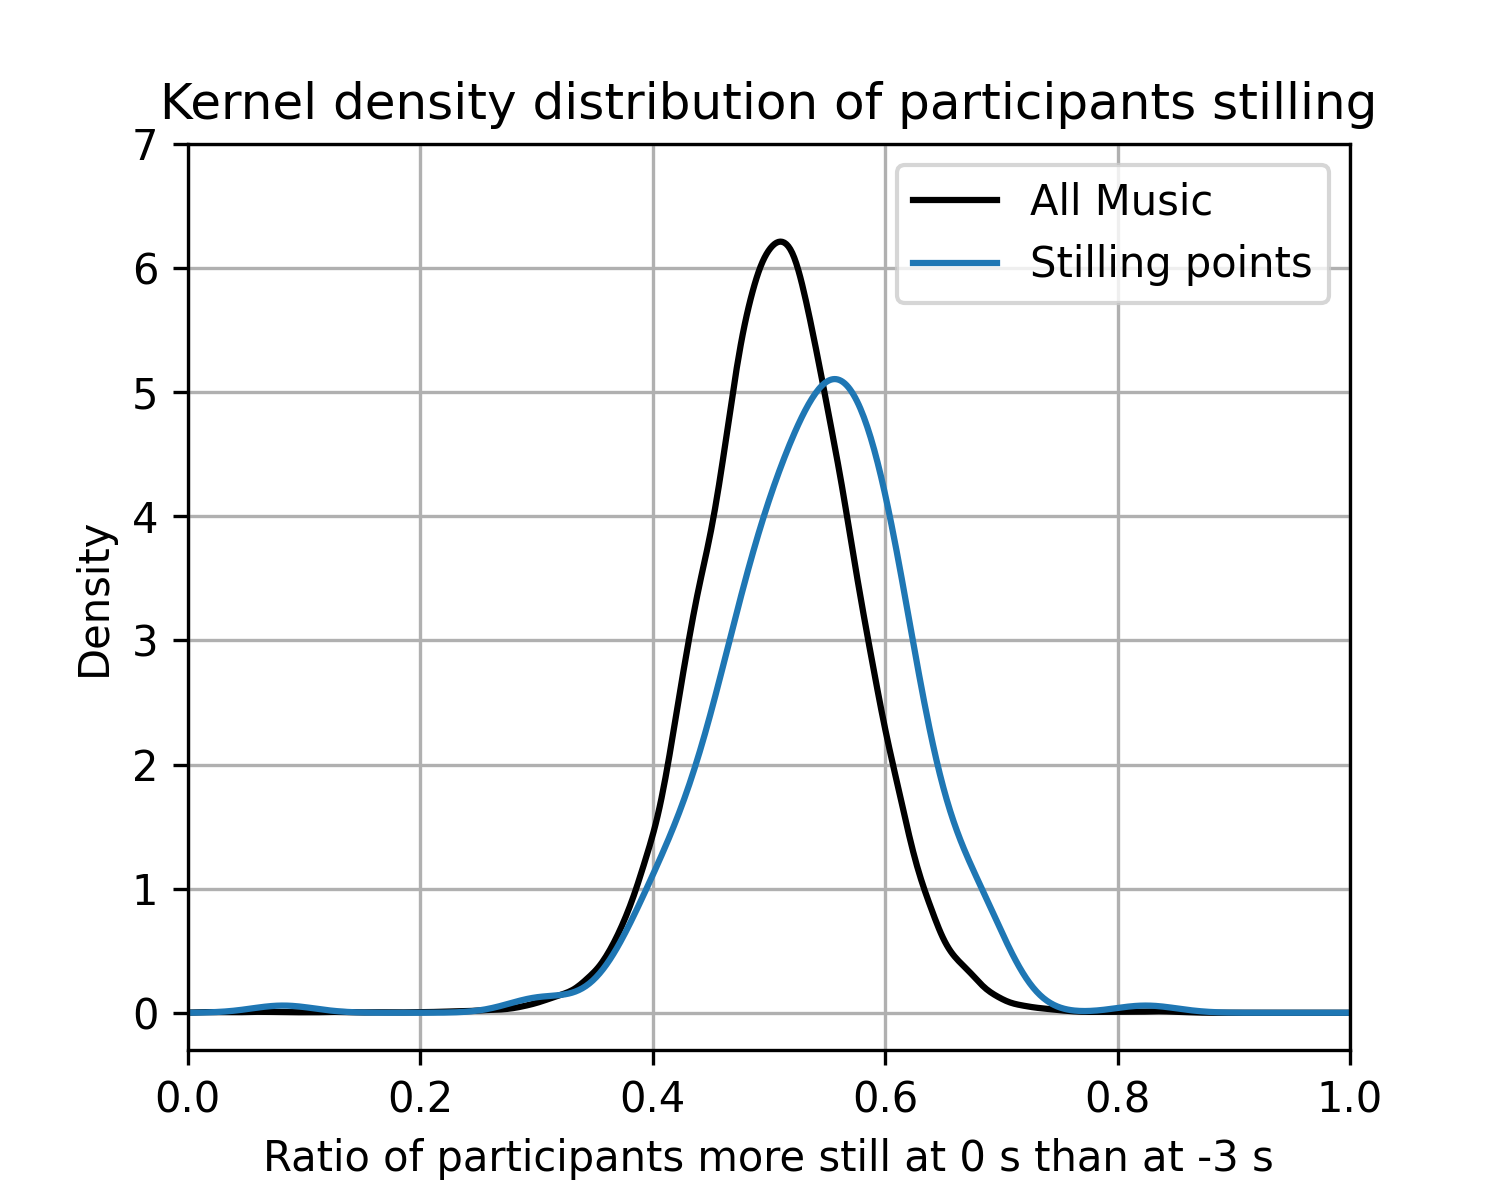 Kernel density distribution of participants stilling
All Music
Stilling points
7
6
5
4
3
2
1
0
Density
0.0 0.2 0.4 0.6 0.8 1.0
Ratio of participants more still at 0 s than at -3 s